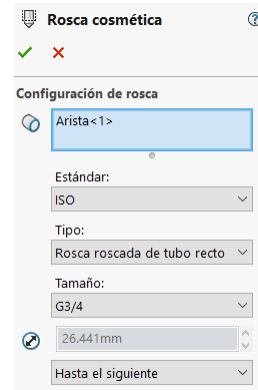 Rosca cosmética
Configuración de rosca
Arista<1>
Estándar:
ISO
Tipo:
Rosca roscada de tubo recto
Tamaño:
G3/4
26.441mm
Hasta el siguiente